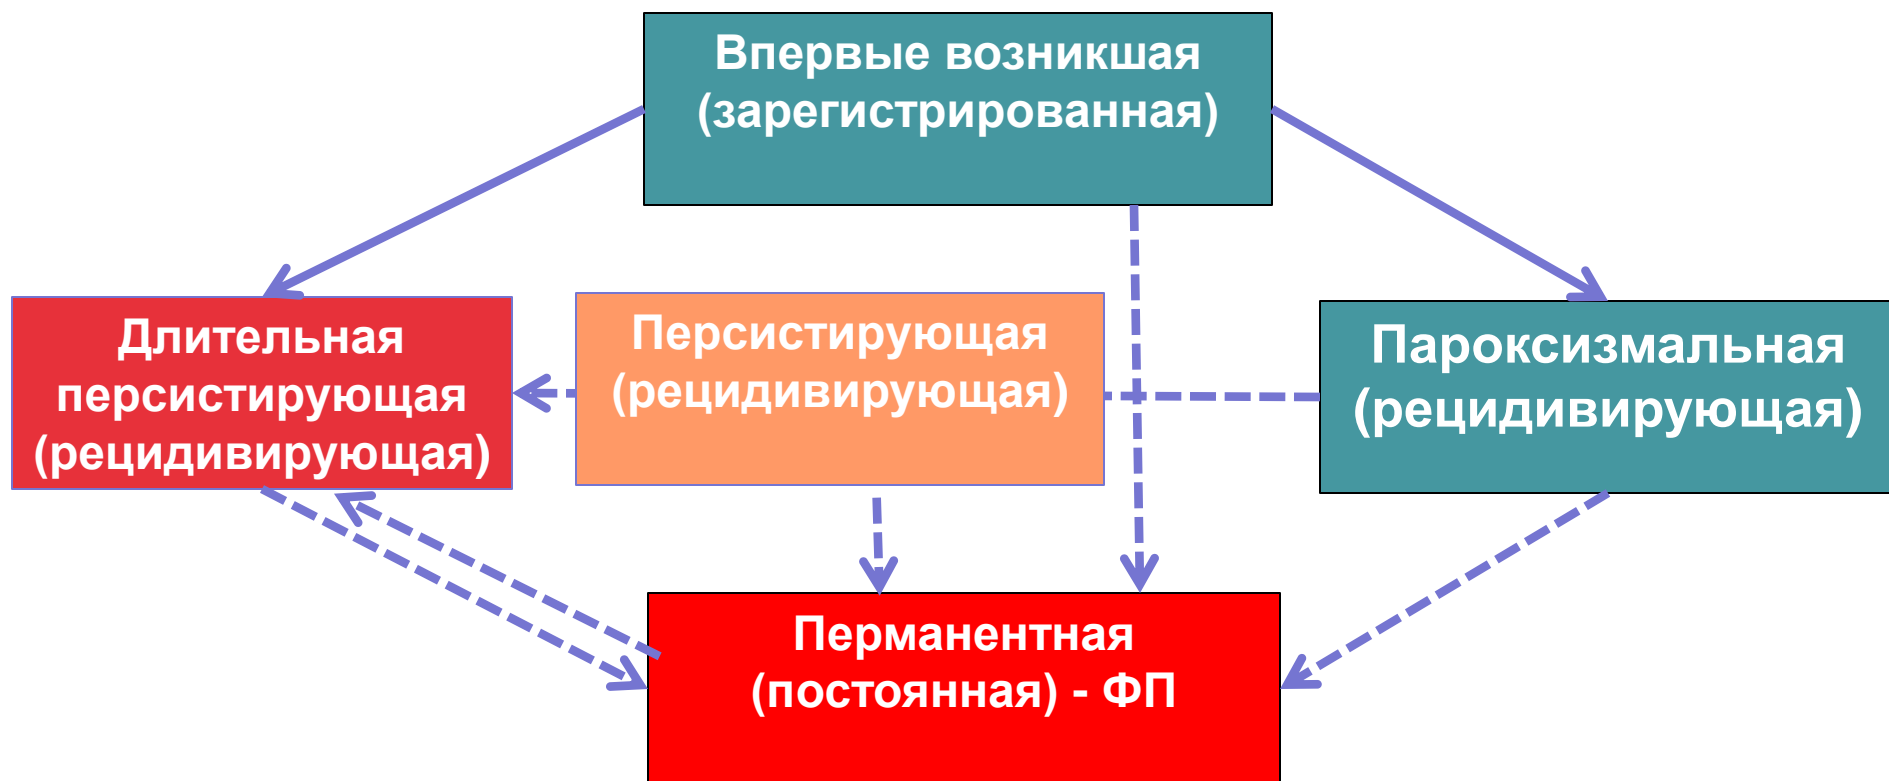 Впервые возникшая
(зарегистрированная)
Длительная
персистирующая
(рецидивирующая)
Персистирующая
(рецидивирующая)
Пароксизмальная
(рецидивирующая)
Перманентная
(постоянная) - ФП